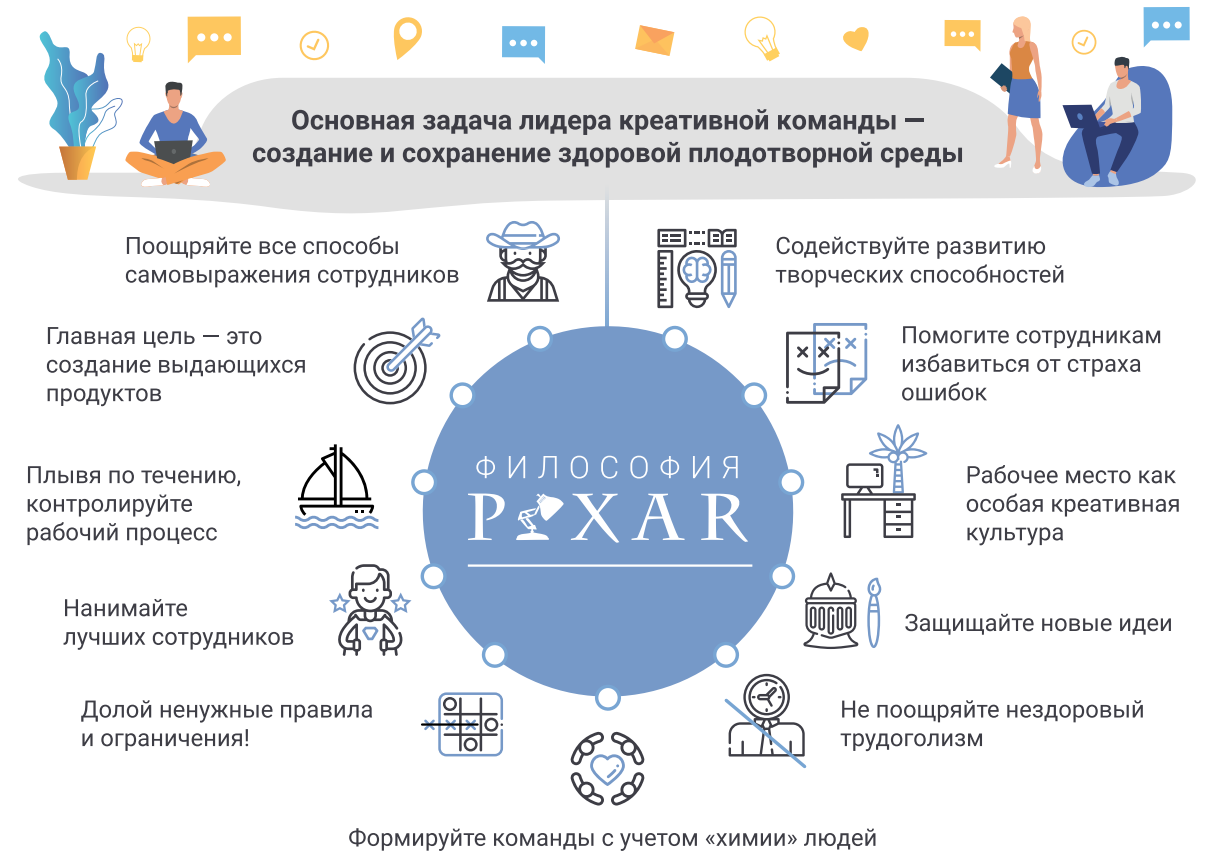 Основная задача лидера креативной команды —
создание и сохранение здоровой плодотворной среды
Поощряйте все способы
самовыражения сотрудников
Содействуйте развитию
творческих способностей
Главная цель — это
создание выдающихся
продуктов
Помогите сотрудникам
избавиться от страха
ошибок
ФИЛОСОФИЯ
PIXAR
Плывя по течению,
контролируйте
рабочий процесс
Рабочее место как
особая креативная
культура
Нанимайте
лучших сотрудников
Защищайте новые идеи
Долой ненужные правила
и ограничения!
Не поощряйте нездоровый
трудоголизм
Формируйте команды с учетом «химии» людей